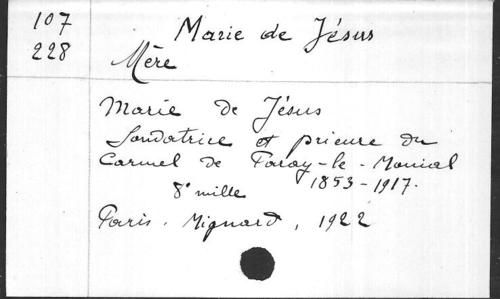 107 Marie de Jésus
228 Mère
Marie de Jésus
fondatrice et prieure du
Carmel de Paray-le-Monial
1853-1917.
8e mille
Paris. Mignard, 1922